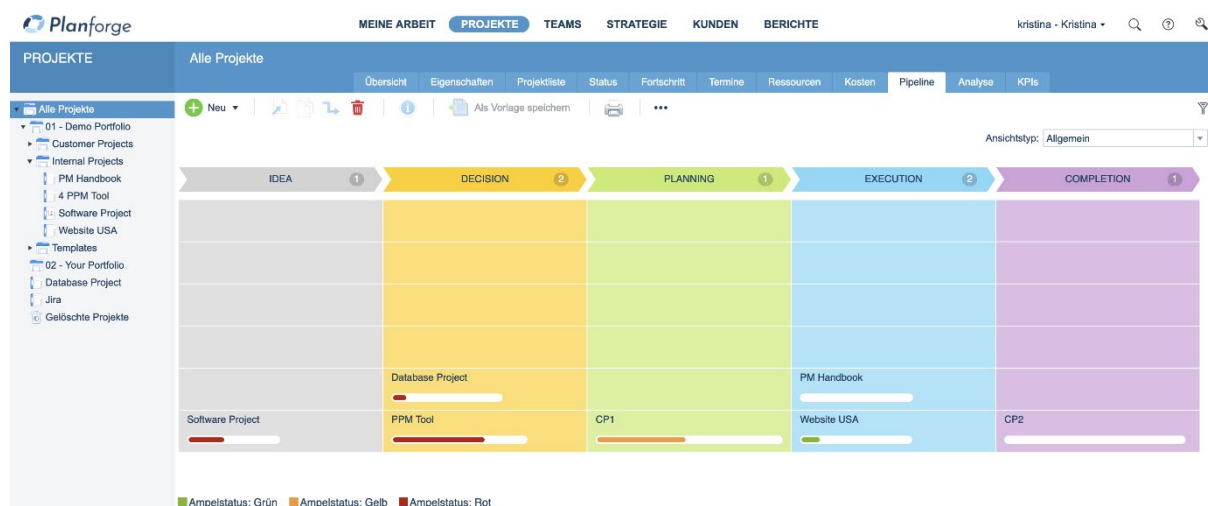 Planforge
MEINE ARBEIT PROJEKTE TEAMS STRATEGIE KUNDEN BERICHTE
kristina - Kristina
PROJEKTE
Alle Projekte
Übersicht Eigenschaften Projektliste Status Fortschritt Termine Ressourcen Kosten Pipeline Analyse KPIs
Neu
Als Vorlage speichern
Ansichtstyp: Allgemein
Alle Projekte
01 - Demo Portfolio
Customer Projects
Internal Projects
PM Handbook
4 PPM Tool
Software Project
Website USA
Templates
02 - Your Portfolio
Database Project
Jira
Gelöschte Projekte
IDEA 1 DECISION 2 PLANNING 1 EXECUTION 2 COMPLETION 1
Database Project PM Handbook
Software Project PPM Tool CP1 Website USA CP2
Ampelstatus: Grün Ampelstatus: Gelb Ampelstatus: Rot